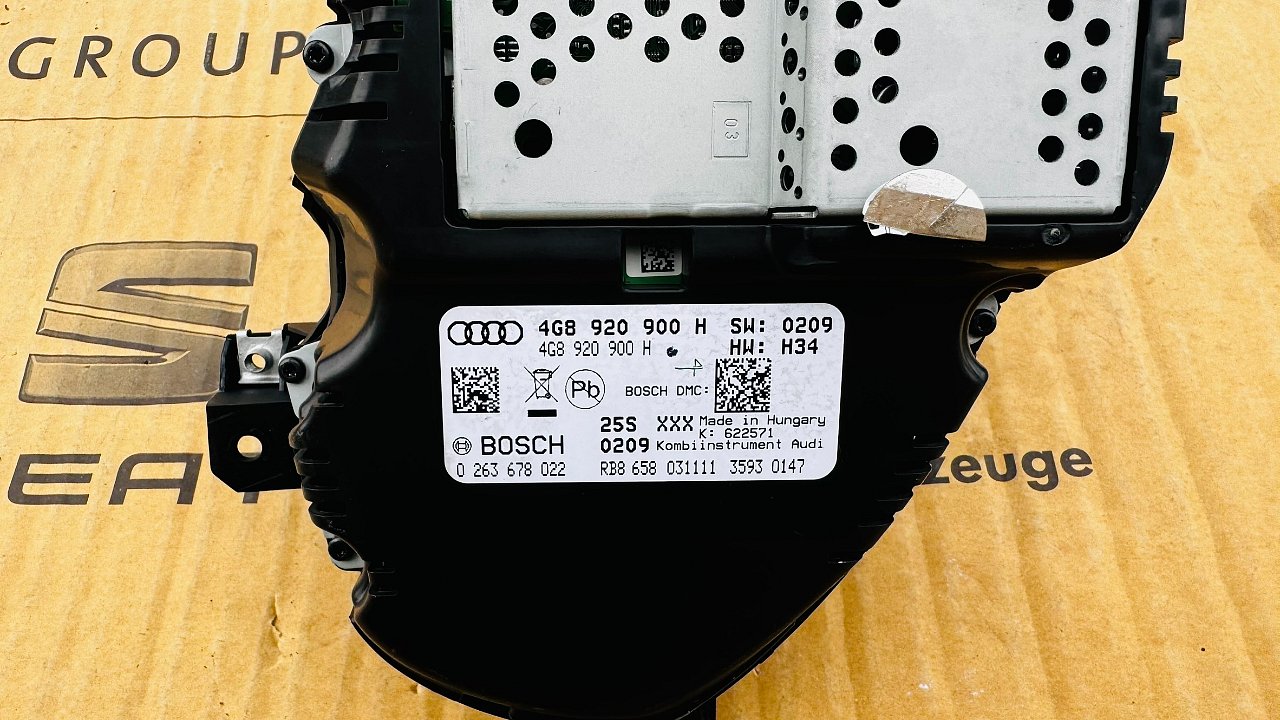 GROUP
03
4G8 920 900 H SW: 0209
4G8 920 900 H HW: H34
Pb
BOSCH DMC:
25S XXX Made in Hungary
K: 622571
BOSCH 0209 Kombiinstrument Audi
0 263 678 022 RB8 658 031111 3593 0147
SEAT
zeuge